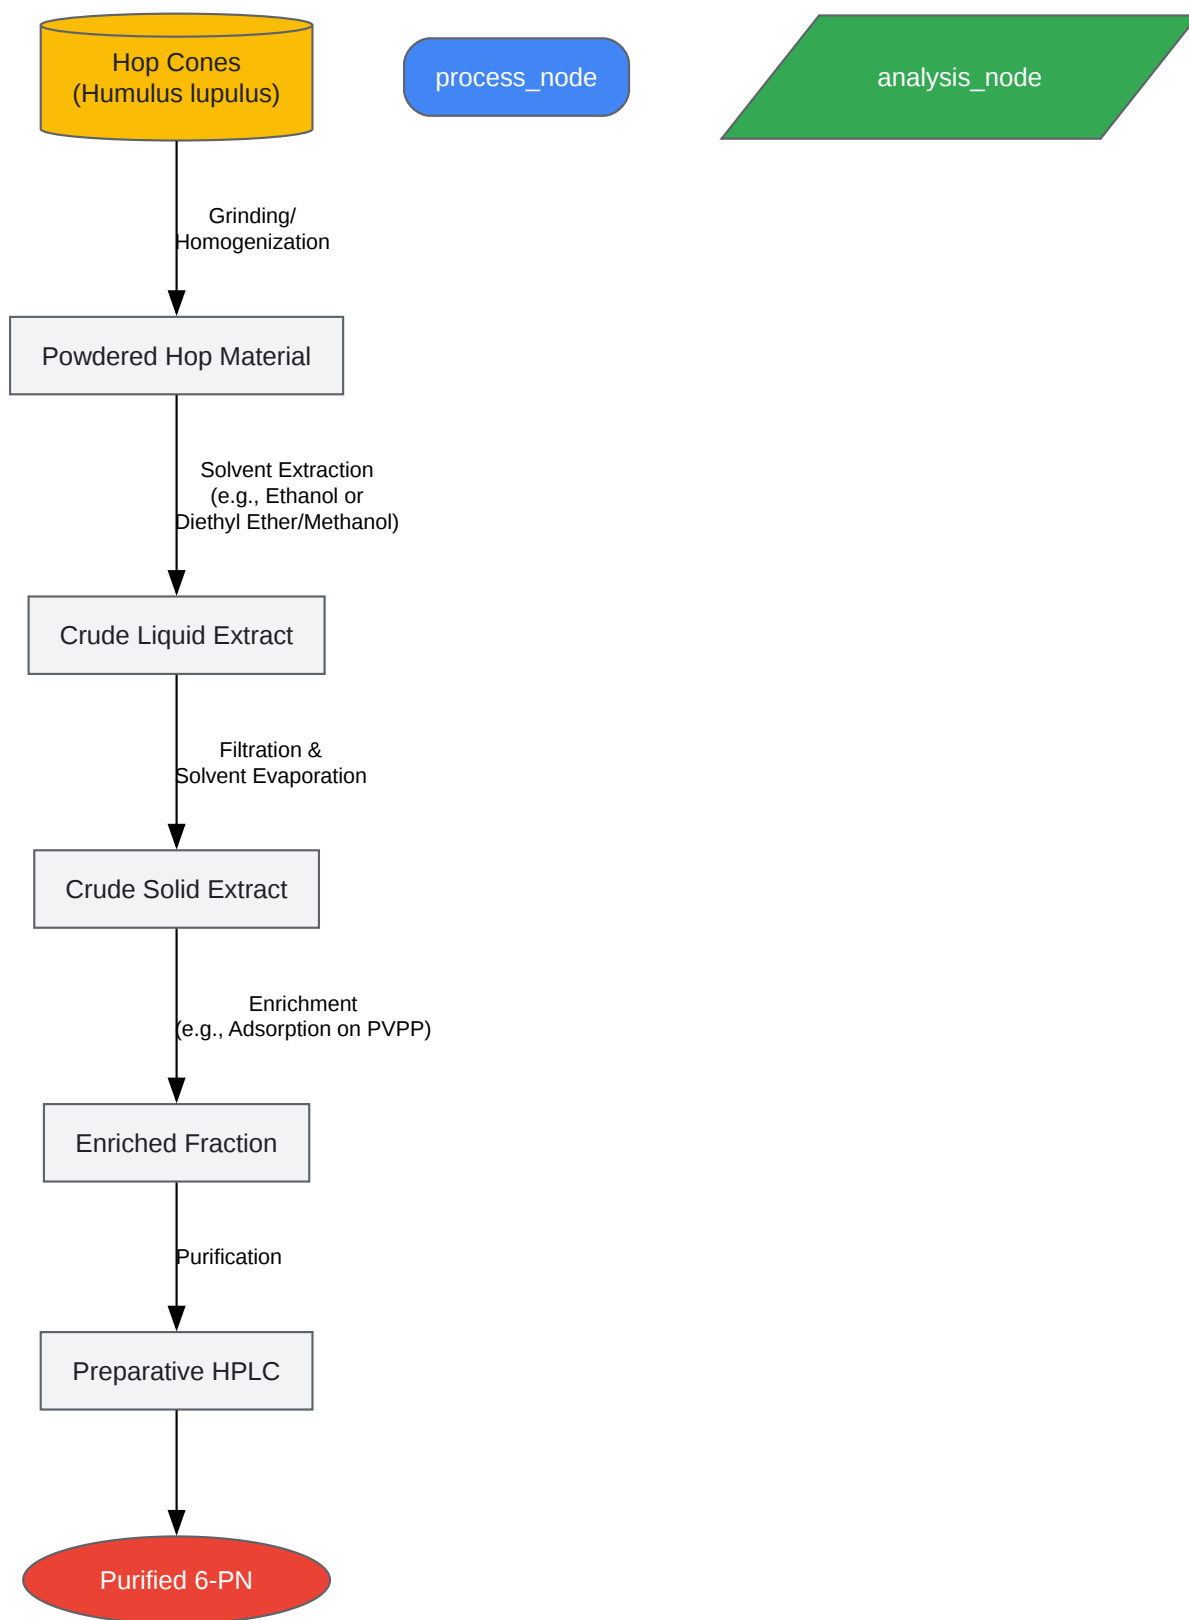 Hop Cones
(Humulus lupulus)
process_node
analysis_node
Grinding/
Homogenization
Powdered Hop Material
Solvent Extraction
(e.g., Ethanol or
Diethyl Ether/Methanol)
Crude Liquid Extract
Filtration &
Solvent Evaporation
Crude Solid Extract
Enrichment
(e.g., Adsorption on PVPP)
Enriched Fraction
Purification
Preparative HPLC
Purified 6-PN